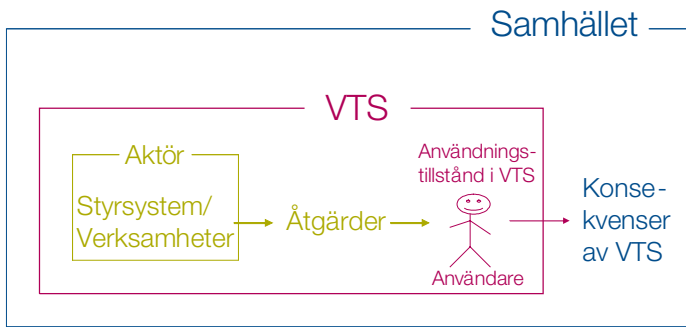 Samhället
VTS
Aktör
Styrsystem/
Verksamheter
Åtgärder
Användnings-
tillstånd i VTS
Användare
Konse-
kvenser
av VTS